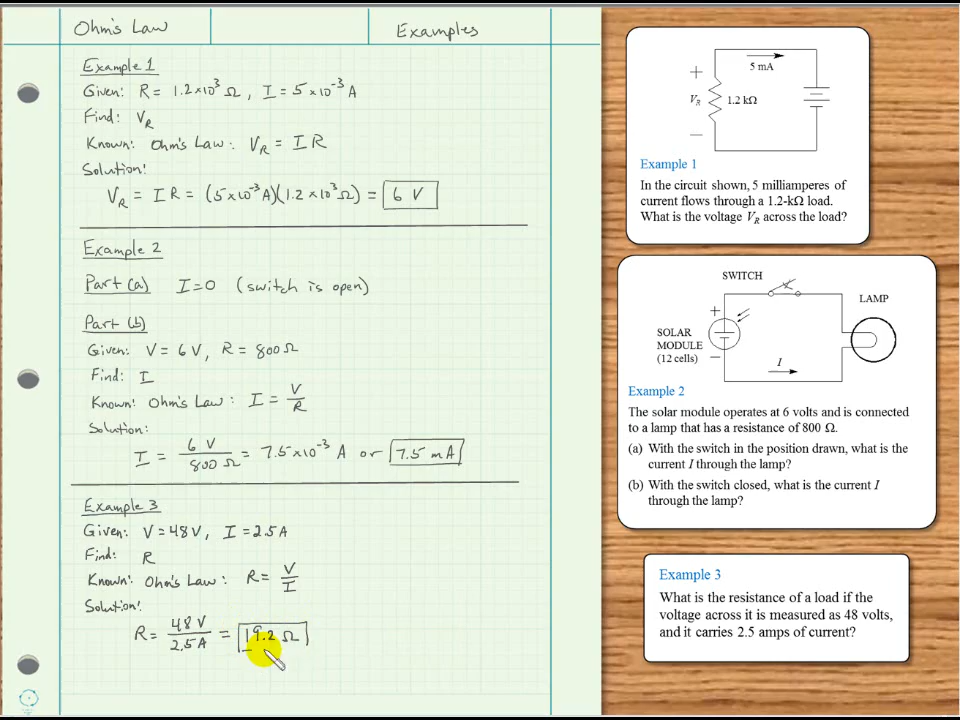 Ohm's Law
Examples
Example 1
Given: R = 1.2×10³ Ω, I = 5×10⁻³ A
Find: V_R
Known: Ohm's Law: V_R = I R
Solution:
V_R = I R = (5×10⁻³ A)(1.2×10³ Ω) = 6 V
Example 2
Part (a) I=0 (switch is open)
Part (b)
Given: V = 6 V, R = 800 Ω
Find: I
Known: Ohm's Law: I = V/R
Solution:
I = 6 V / 800 Ω = 7.5×10⁻³ A or 7.5 mA
Example 3
Given: V = 48 V, I = 2.5 A
Find: R
Known: Ohm's Law: R = V/I
Solution:
R = 48 V / 2.5 A = 19.2 Ω
5 mA
+
V_R
1.2 kΩ
−
Example 1
In the circuit shown, 5 milliamperes of
current flows through a 1.2-kΩ load.
What is the voltage V_R across the load?
SWITCH
LAMP
+
SOLAR
MODULE
(12 cells)
−
I
Example 2
The solar module operates at 6 volts and is connected
to a lamp that has a resistance of 800 Ω.
(a) With the switch in the position drawn, what is the
current I through the lamp?
(b) With the switch closed, what is the current I
through the lamp?
Example 3
What is the resistance of a load if the
voltage across it is measured as 48 volts,
and it carries 2.5 amps of current?